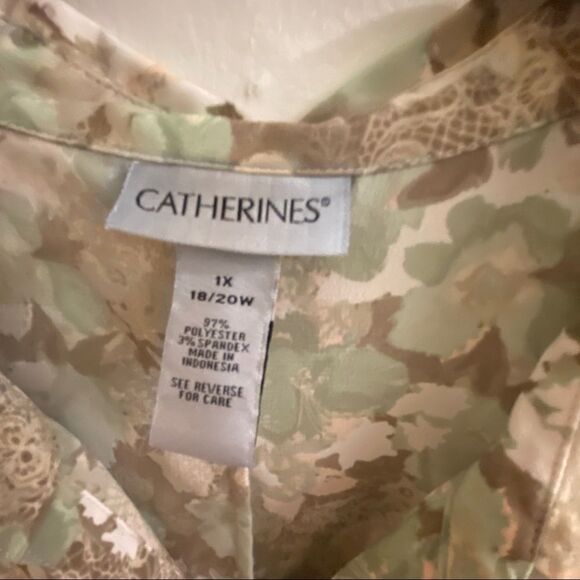 CATHERINES®
1X
18/20W
97%
POLYESTER
3% SPANDEX
MADE IN
INDONESIA
SEE REVERSE
FOR CARE